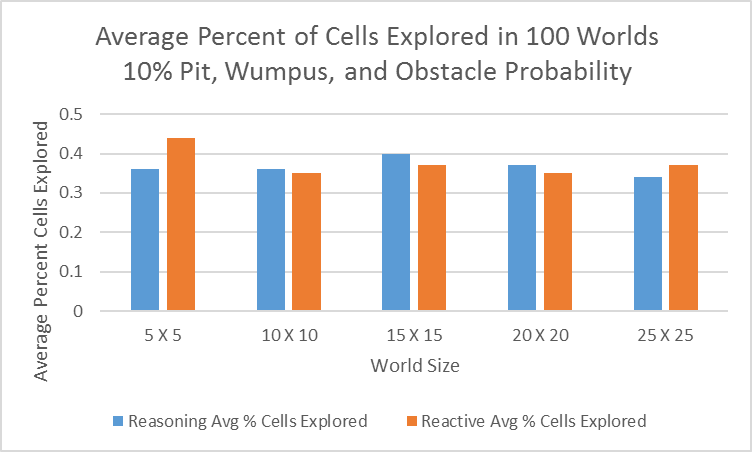 Average Percent of Cells Explored in 100 Worlds
10% Pit, Wumpus, and Obstacle Probability
Average Percent Cells Explored
0.5
0.4
0.3
0.2
0.1
0
5 X 5
10 X 10
15 X 15
20 X 20
25 X 25
World Size
Reasoning Avg % Cells Explored
Reactive Avg % Cells Explored